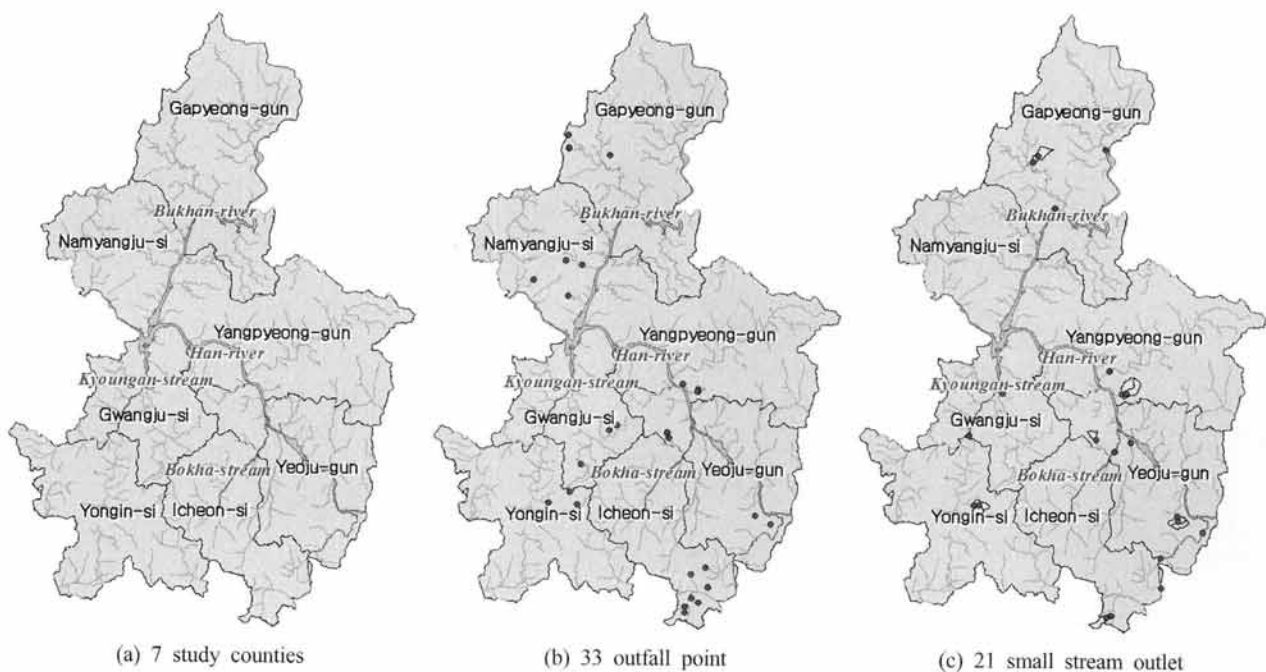 Gapyeong-gun
Bukhan-river
Namyangju-si
Yangpyeong-gun
Han-river
Kyoungan-stream
Gwangju-si
Bokha-stream
Yeoju-gun
Yongin-si
Icheon-si
(a) 7 study counties
Gapyeong-gun
Bukhan-river
Namyangju-si
Yangpyeong-gun
Han-river
Kyoungan-stream
Gwangju-si
Bokha-stream
Yeoju-gun
Yongin-si
Icheon-si
(b) 33 outfall point
Gapyeong-gun
Bukhan-river
Namyangju-si
Yangpyeong-gun
Han-river
Kyoungan-stream
Gwangju-si
Bokha-stream
Yeoju-gun
Yongin-si
Icheon-si
(c) 21 small stream outlet